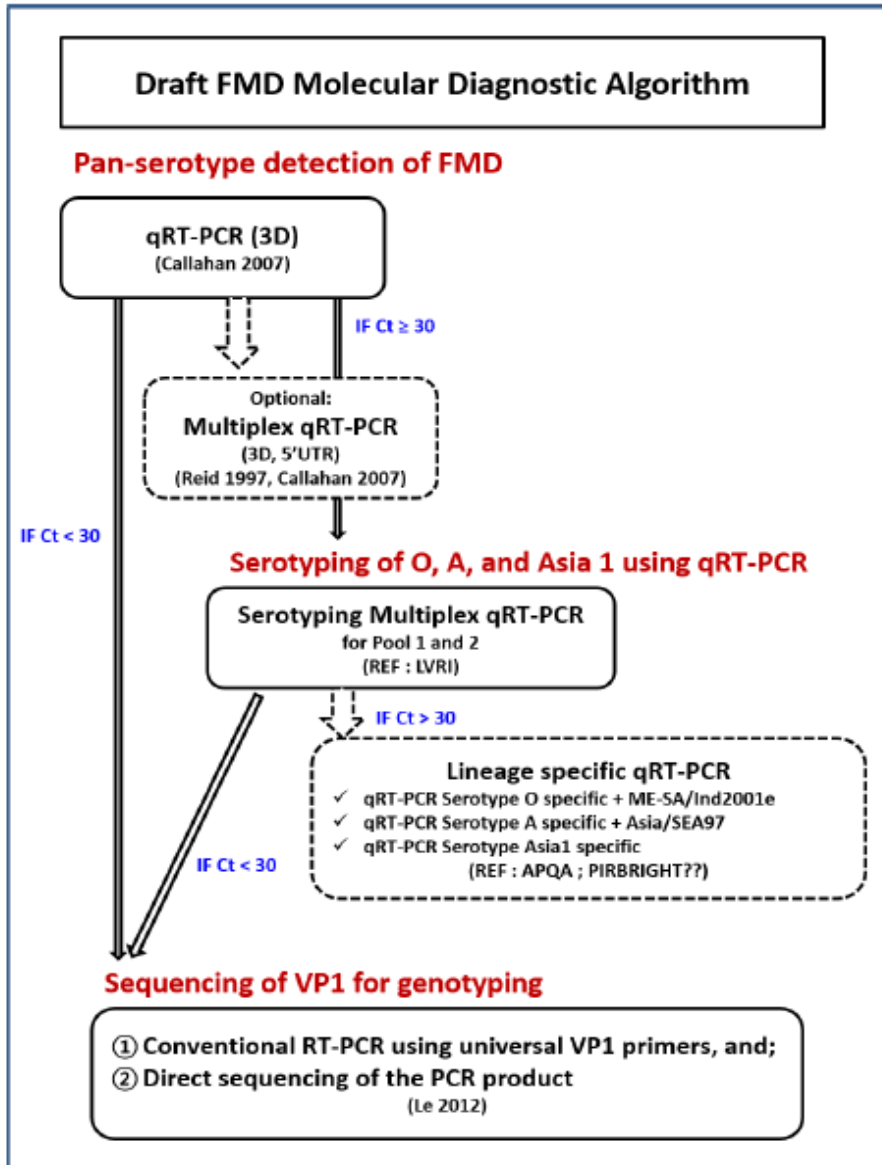 Draft FMD Molecular Diagnostic Algorithm
Pan-serotype detection of FMD
qRT-PCR (3D)
(Callahan 2007)
IF Ct ≥ 30
Optional:
Multiplex qRT-PCR
(3D, 5'UTR)
(Reid 1997, Callahan 2007)
IF Ct < 30
Serotyping of O, A, and Asia 1 using qRT-PCR
Serotyping Multiplex qRT-PCR
for Pool 1 and 2
(REF : LVRI)
IF Ct > 30
Lineage specific qRT-PCR
✓ qRT-PCR Serotype O specific + ME-SA/Ind2001e
✓ qRT-PCR Serotype A specific + Asia/SEA97
✓ qRT-PCR Serotype Asia1 specific
(REF : APQA ; PIRBRIGHT??)
IF Ct < 30
Sequencing of VP1 for genotyping
① Conventional RT-PCR using universal VP1 primers, and;
② Direct sequencing of the PCR product
(Le 2012)